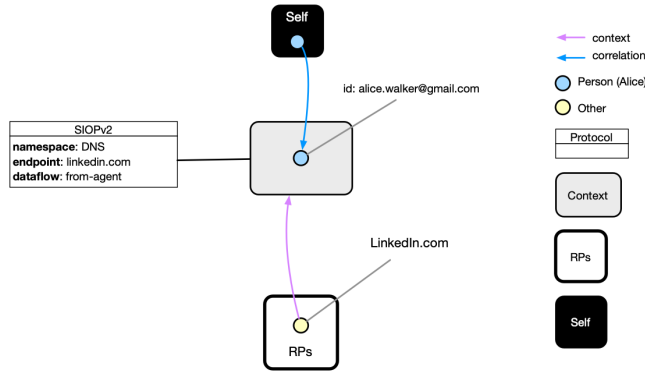 Self
id: alice.walker@gmail.com
SIOPv2
namespace: DNS
endpoint: linkedin.com
dataflow: from-agent
LinkedIn.com
RPs
context
correlation
Person (Alice)
Other
Protocol
Context
RPs
Self